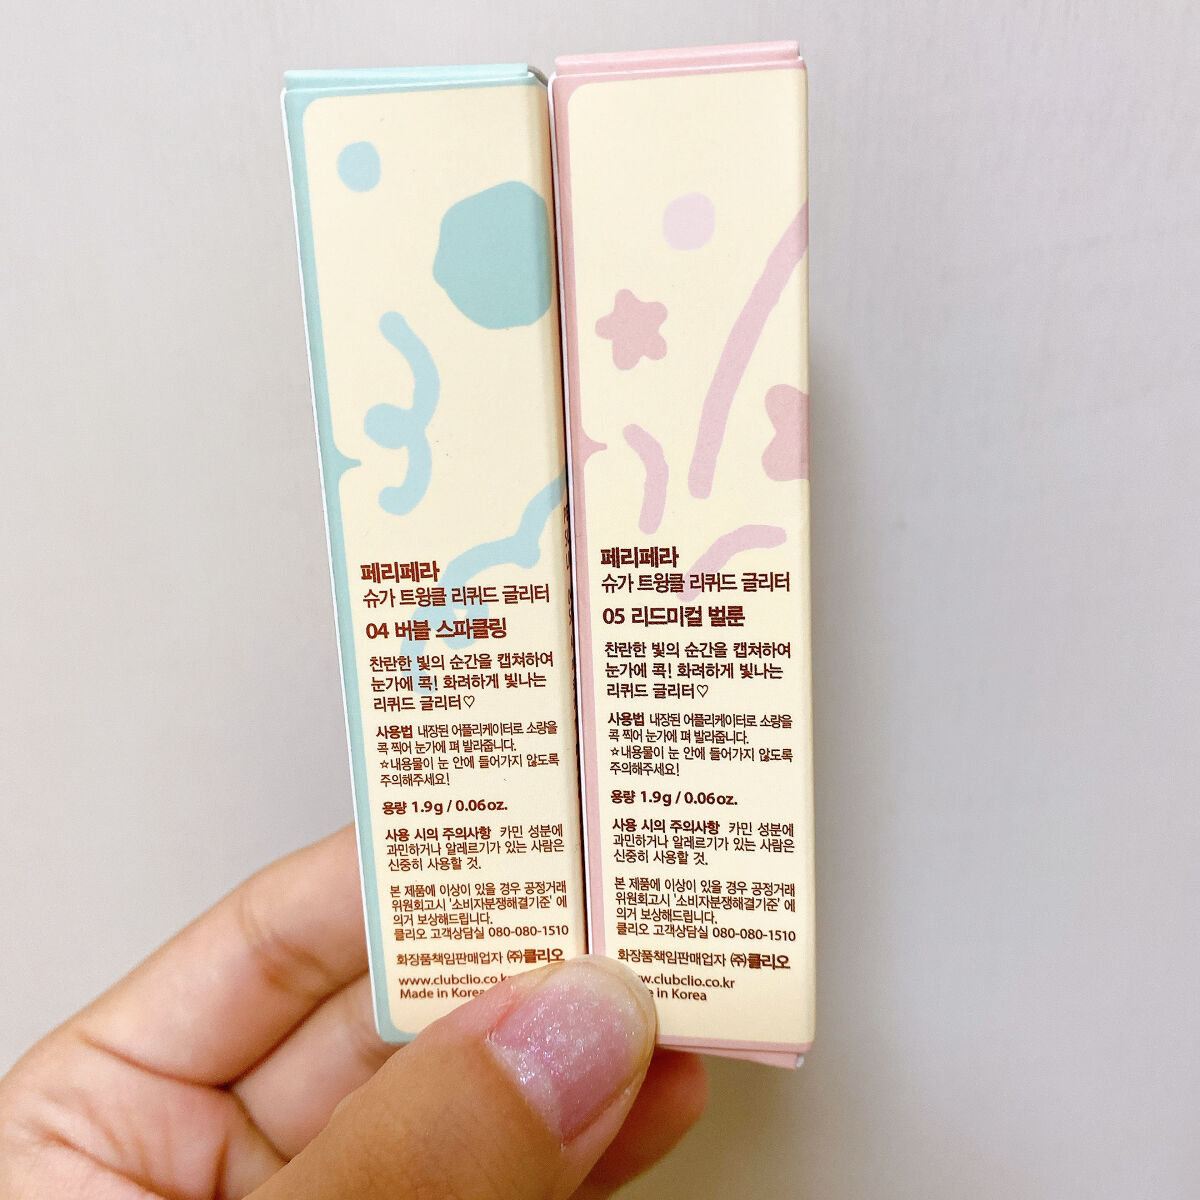 페리페라
슈가 트윙클 리퀴드 글리터
04 버블 스파클링
찬란한 빛의 순간을 캡쳐하여
눈가에 콕! 화려하게 빛나는
리퀴드 글리터♡
사용법 내장된 어플리케이터로 소량을
콕 찍어 눈가에 펴 발라줍니다.
☆내용물이 눈 안에 들어가지 않도록
주의해주세요!
용량 1.9g / 0.06oz.
사용 시의 주의사항 카민 성분에
과민하거나 알레르기가 있는 사람은
신중히 사용할 것.
본 제품에 이상이 있을 경우 공정거래
위원회고시 '소비자분쟁해결기준' 에
의거 보상해드립니다.
클리오 고객상담실 080-080-1510
화장품책임판매업자 ㈜클리오
www.clubclio.co.kr
Made in Korea
페리페라
슈가 트윙클 리퀴드 글리터
05 리드미컬 벌룬
찬란한 빛의 순간을 캡쳐하여
눈가에 콕! 화려하게 빛나는
리퀴드 글리터♡
사용법 내장된 어플리케이터로 소량을
콕 찍어 눈가에 펴 발라줍니다.
☆내용물이 눈 안에 들어가지 않도록
주의해주세요!
용량 1.9g / 0.06oz.
사용 시의 주의사항 카민 성분에
과민하거나 알레르기가 있는 사람은
신중히 사용할 것.
본 제품에 이상이 있을 경우 공정거래
위원회고시 '소비자분쟁해결기준' 에
의거 보상해드립니다.
클리오 고객상담실 080-080-1510
화장품책임판매업자 ㈜클리오
w.clubclio.co.kr
in Korea